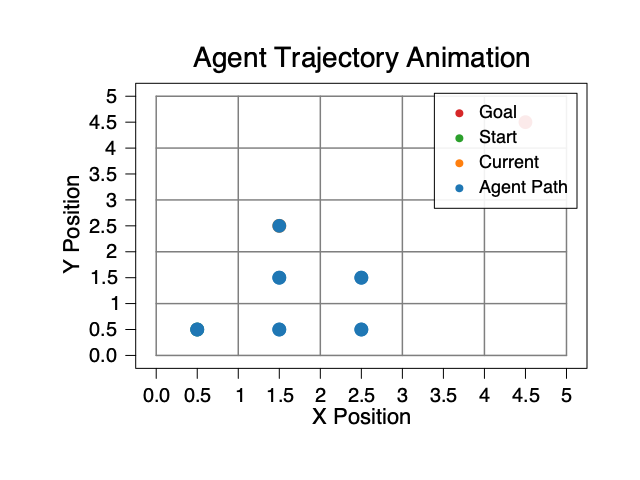 Agent Trajectory Animation
Goal
Start
Current
Agent Path
Y Position
5
4.5
4
3.5
3
2.5
2
1.5
1
0.5
0.0
0.0 0.5 1 1.5 2 2.5 3 3.5 4 4.5 5
X Position